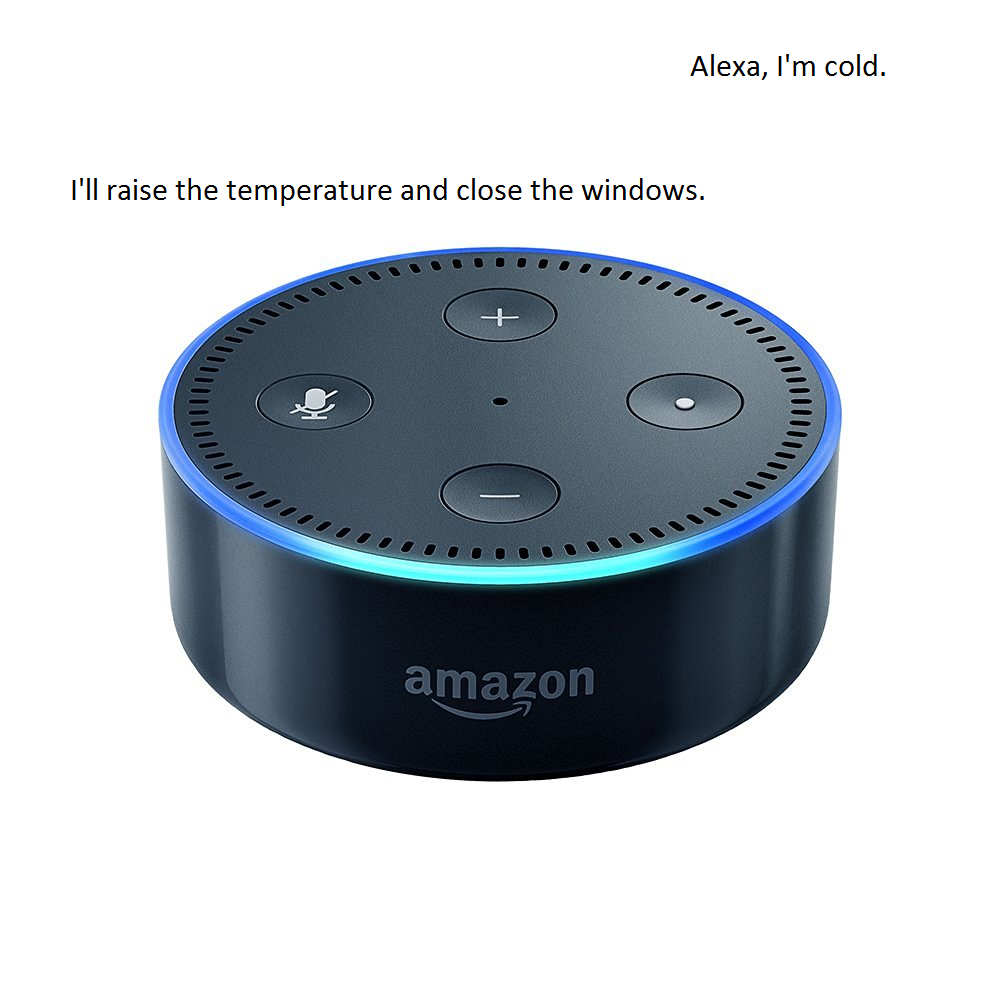 Alexa, I'm cold.
I'll raise the temperature and close the windows.
amazon